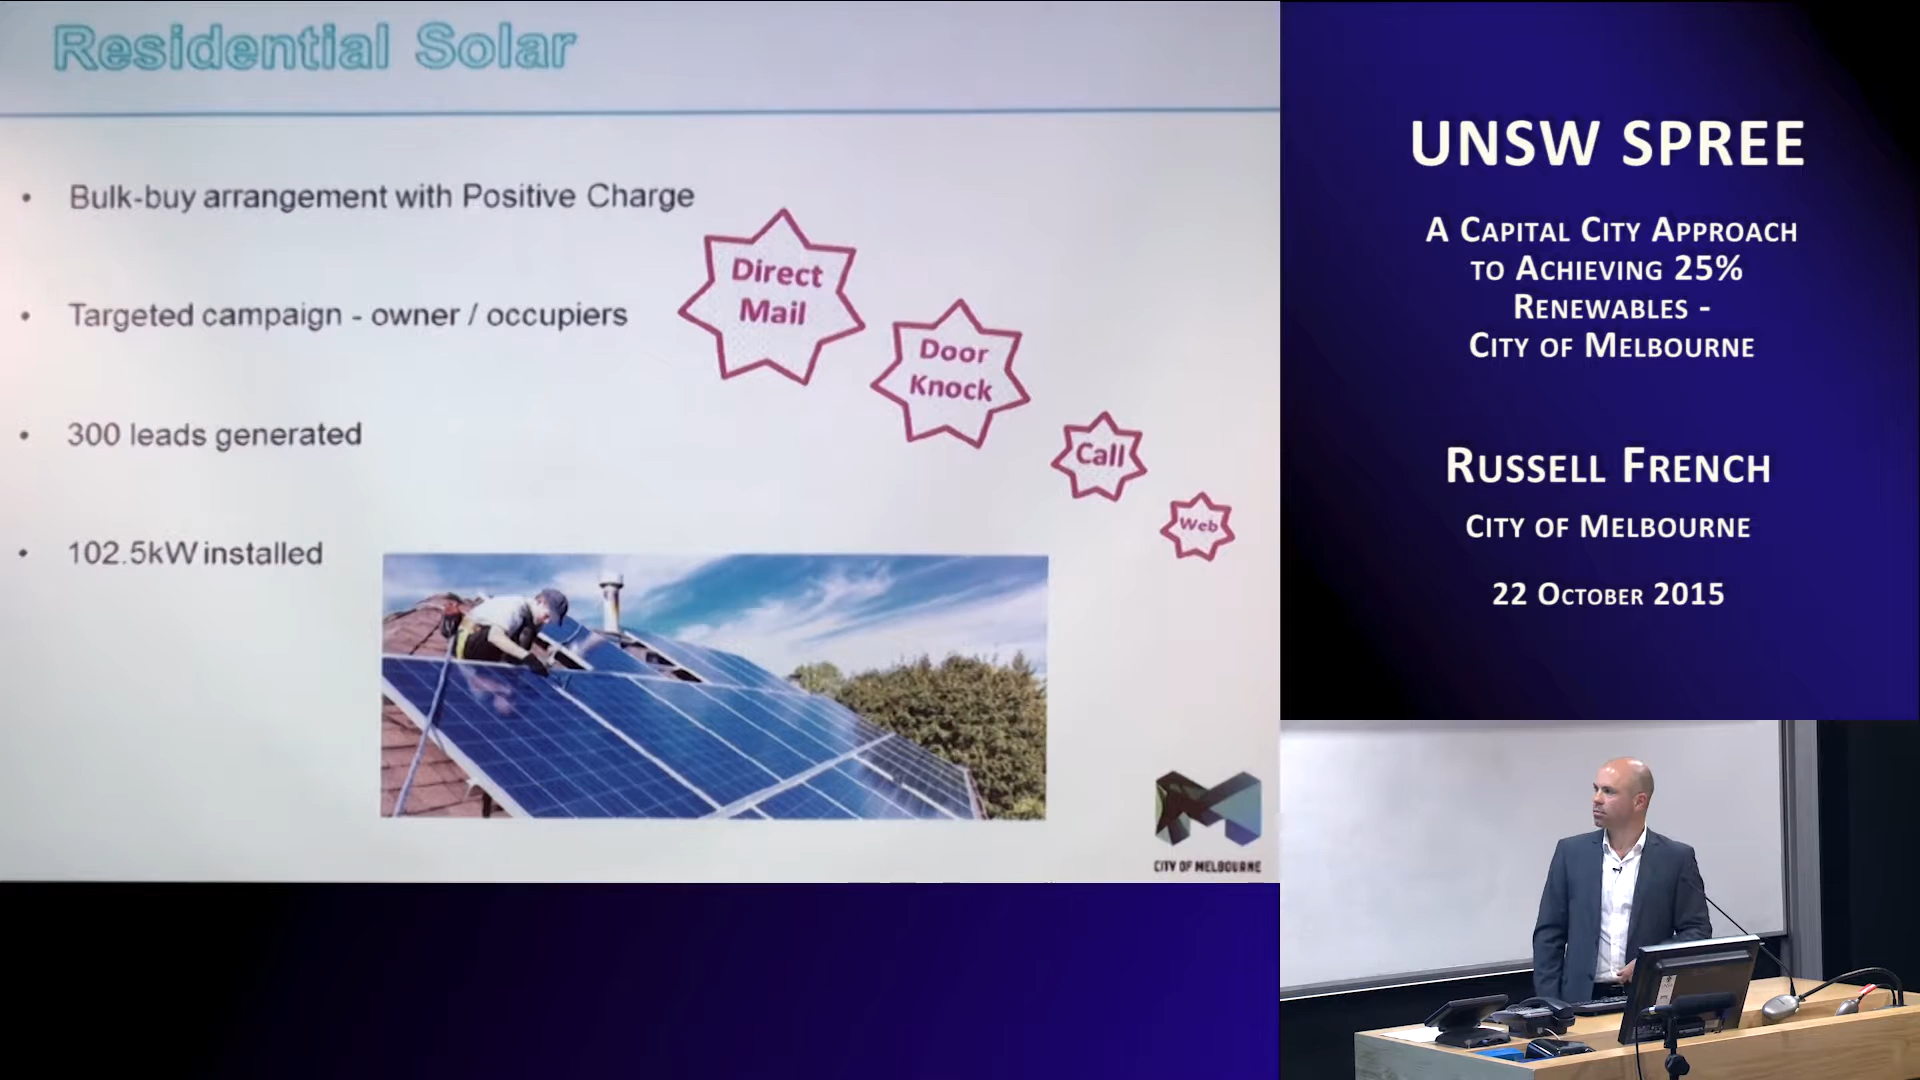 Residential Solar
• Bulk-buy arrangement with Positive Charge
• Targeted campaign - owner / occupiers
• 300 leads generated
• 102.5kW installed
Direct
Mail
Door
Knock
Call
Web
CITY OF MELBOURNE
UNSW SPREE
A CAPITAL CITY APPROACH
TO ACHIEVING 25%
RENEWABLES -
CITY OF MELBOURNE
RUSSELL FRENCH
CITY OF MELBOURNE
22 OCTOBER 2015